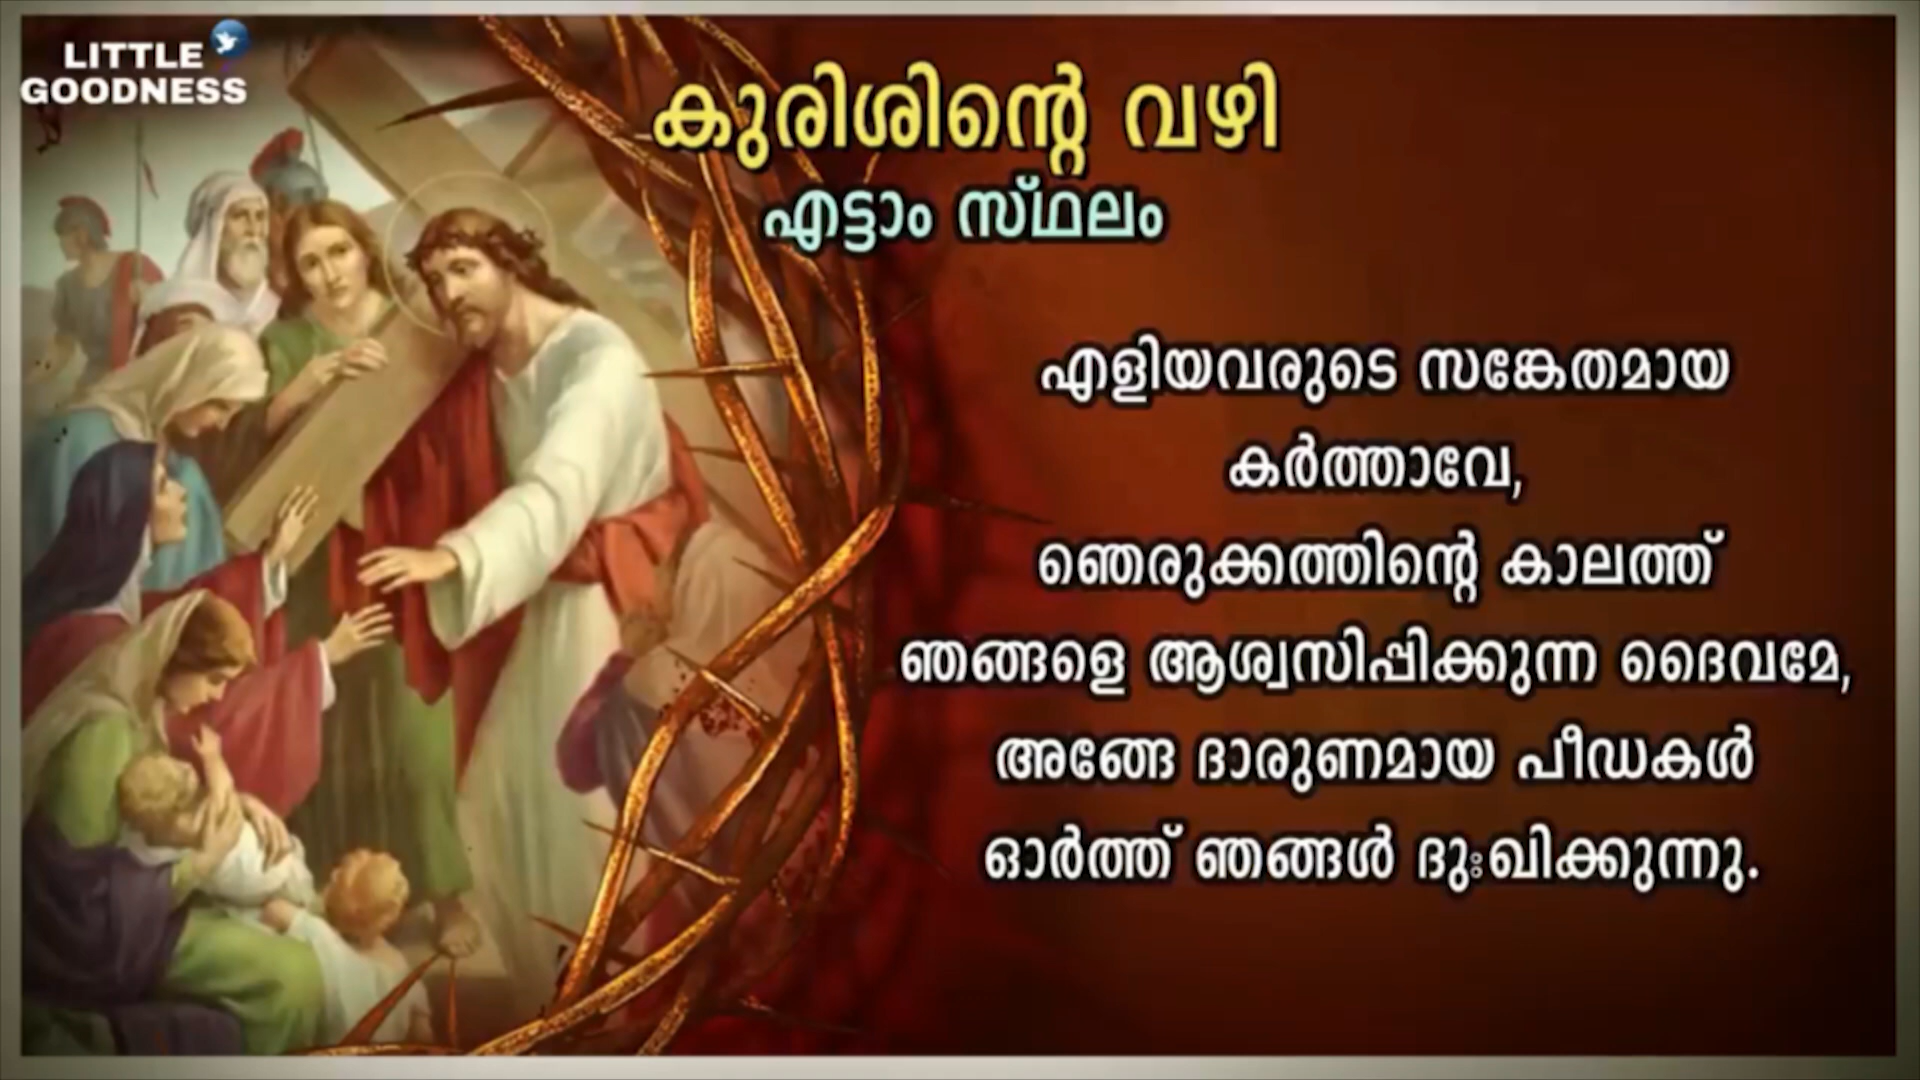 LITTLE
GOODNESS
കുരിശിന്റെ വഴി
എട്ടാം സ്ഥലം
എളിയവരുടെ സങ്കേതമായ
കർത്താവേ,
ഞെരുക്കത്തിന്റെ കാലത്ത്
ഞങ്ങളെ ആശ്വസിപ്പിക്കുന്ന ദൈവമേ,
അങ്ങേ ദാരുണമായ പീഡകൾ
ഓർത്ത് ഞങ്ങൾ ദുഃഖിക്കുന്നു.